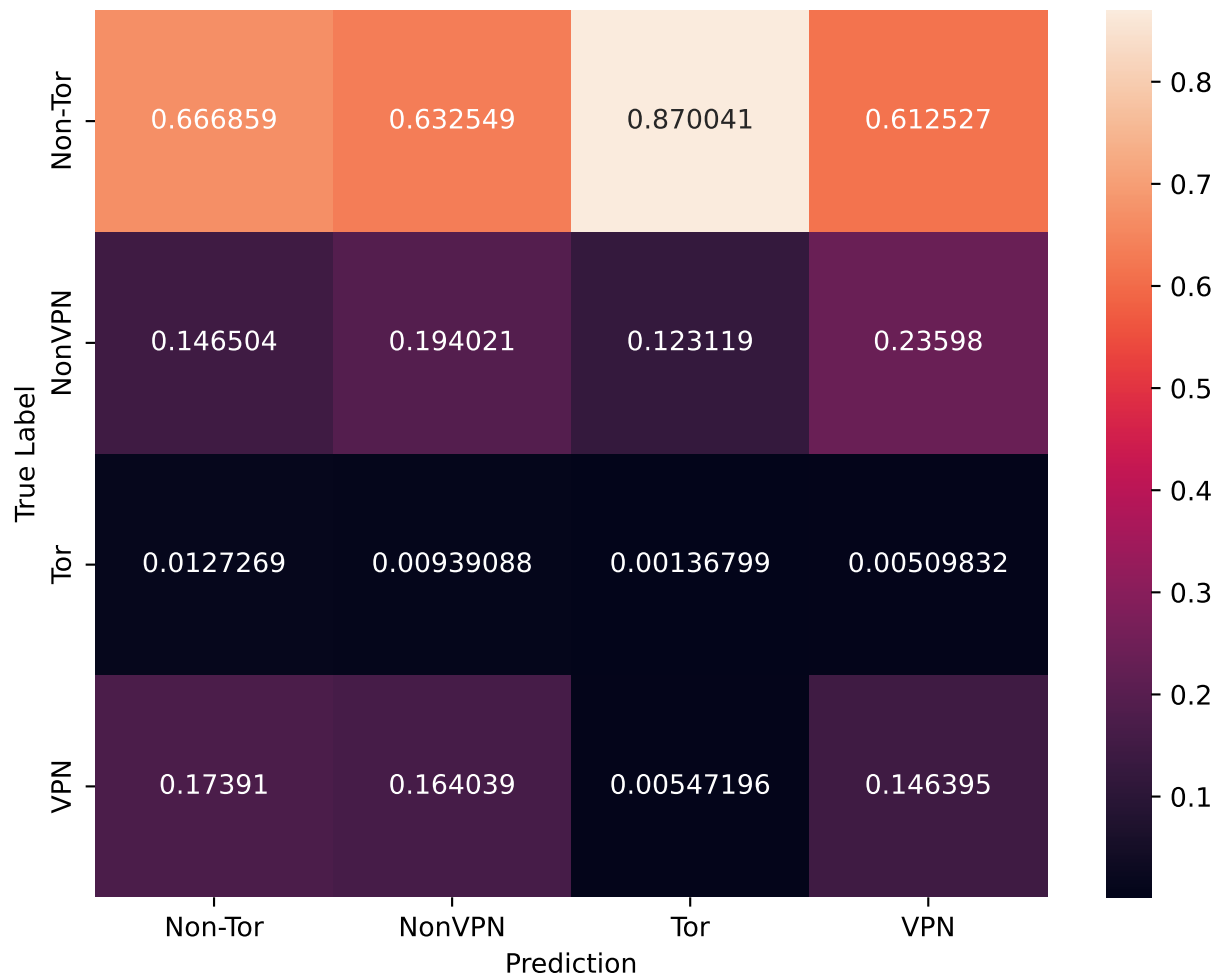 0.8
Non-Tor
0.666859 0.632549 0.870041 0.612527
0.7
0.6
True Label
NonVPN
0.146504 0.194021 0.123119 0.23598
0.5
0.4
Tor
0.0127269 0.00939088 0.00136799 0.00509832
0.3
0.2
VPN
0.17391 0.164039 0.00547196 0.146395
0.1
Non-Tor NonVPN Tor VPN
Prediction